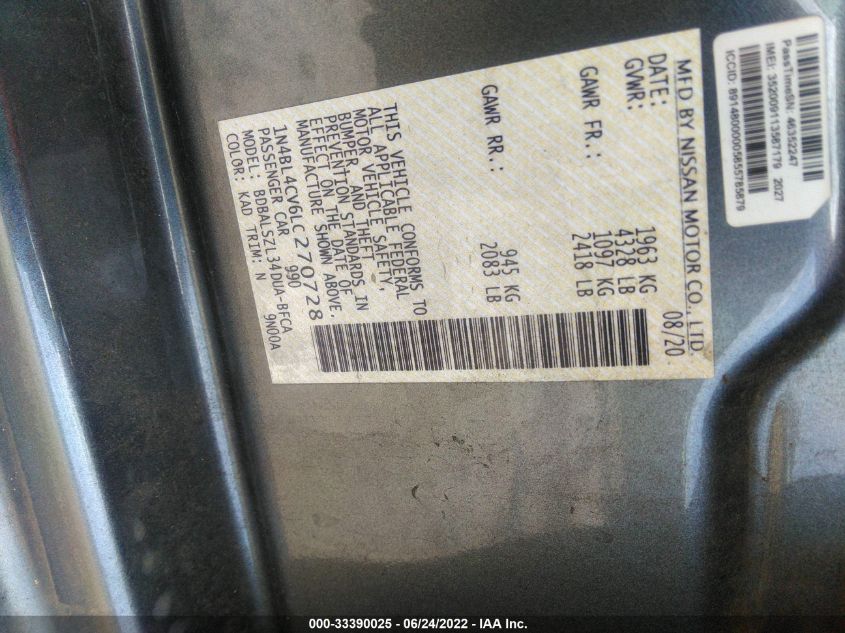 PassTimeSN: 46352247
IMEI: 352009113587179 2027
ICCID: 89148000005855785879
MFD BY NISSAN MOTOR CO., LTD.
DATE: 08/20
GVWR: 1963 KG
4328 LB
GAWR FR.: 1097 KG
2418 LB
GAWR RR.: 945 KG
2083 LB
THIS VEHICLE CONFORMS TO
ALL APPLICABLE FEDERAL
MOTOR VEHICLE SAFETY,
BUMPER, AND THEFT
PREVENTION STANDARDS IN
EFFECT ON THE DATE OF
MANUFACTURE SHOWN ABOVE.
1N4BL4CV6LC270728
PASSENGER CAR 990
MODEL: BDBALSZL34DUA-BFCA
COLOR: KAD TRIM: N 9N00A
000-33390025 - 06/24/2022 - IAA Inc.